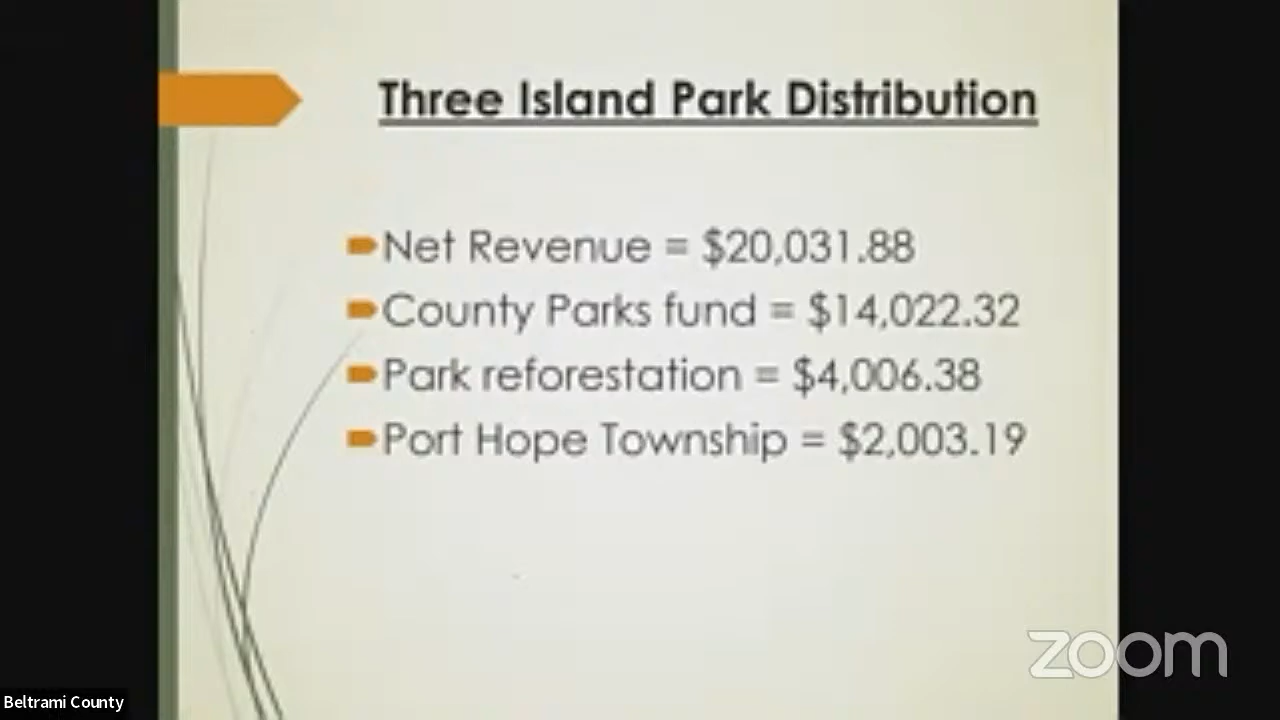 Three Island Park Distribution
Net Revenue = $20,031.88
County Parks fund = $14,022.32
Park reforestation = $4,006.38
Port Hope Township = $2,003.19
zoom
Beltrami County